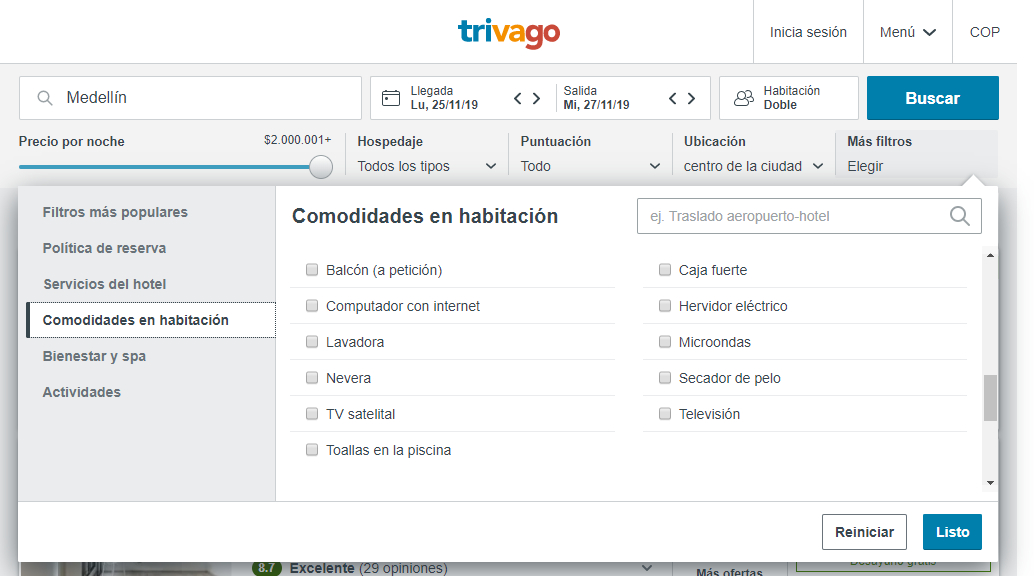 trivago
Inicia sesión
Menú
COP
Medellín
Llegada
Lu, 25/11/19
Salida
Mi, 27/11/19
Habitación
Doble
Buscar
Precio por noche
$2.000.001+
Hospedaje
Todos los tipos
Puntuación
Todo
Ubicación
centro de la ciudad
Más filtros
Elegir
Filtros más populares
Política de reserva
Servicios del hotel
Comodidades en habitación
Bienestar y spa
Actividades
Comodidades en habitación
ej. Traslado aeropuerto-hotel
Balcón (a petición)
Caja fuerte
Computador con internet
Hervidor eléctrico
Lavadora
Microondas
Nevera
Secador de pelo
TV satelital
Televisión
Toallas en la piscina
Reiniciar
Listo
8.7 Excelente (29 opiniones)
Más ofertas
Desayuno gratis